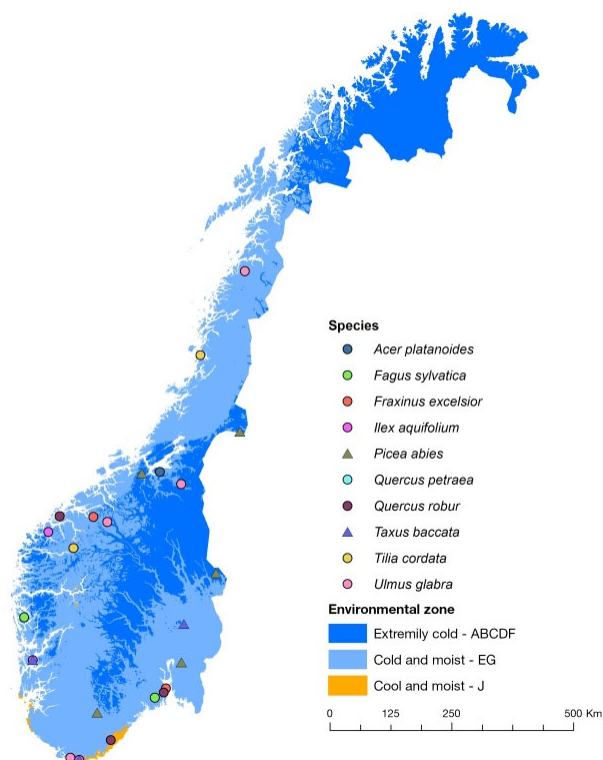 Species
Acer platanoides
Fagus sylvatica
Fraxinus excelsior
Ilex aquifolium
Picea abies
Quercus petraea
Quercus robur
Taxus baccata
Tilia cordata
Ulmus glabra
Environmental zone
Extremily cold - ABCDF
Cold and moist - EG
Cool and moist - J
0 125 250 500 Km